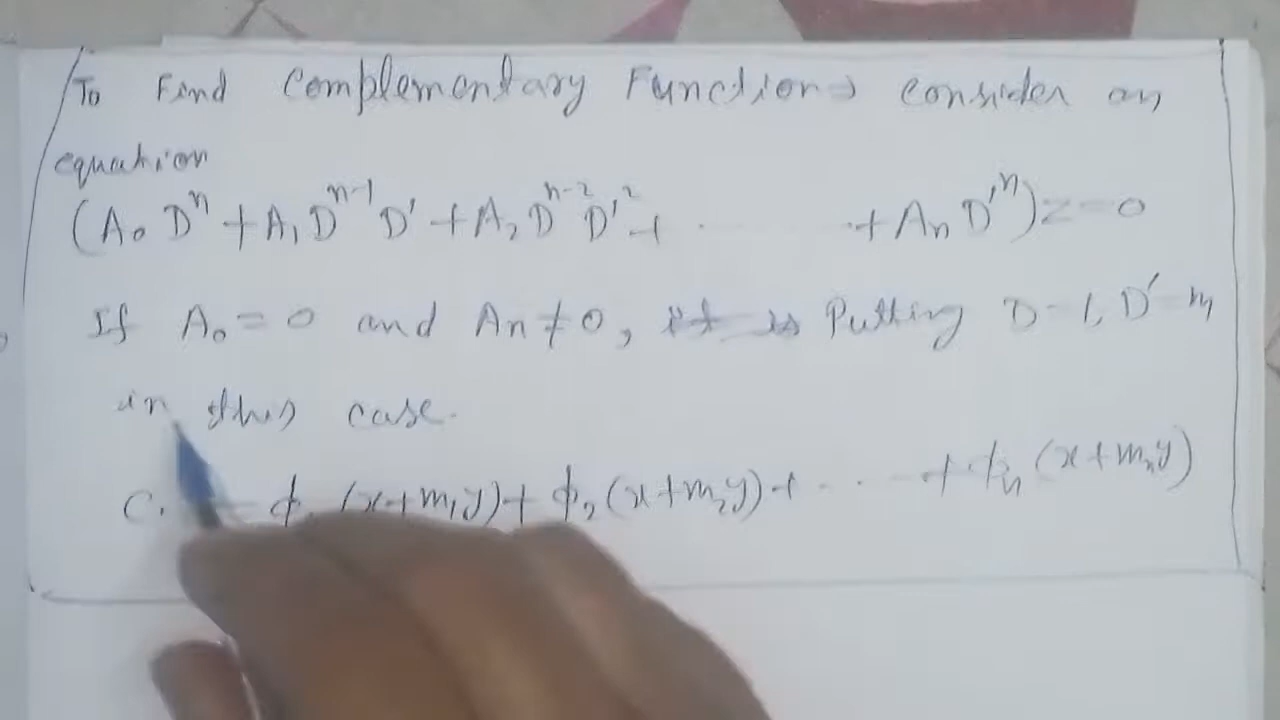 To Find Complementary Function → consider an
equation
(A₀ Dⁿ + A₁ Dⁿ⁻¹ D' + A₂ Dⁿ⁻² D'² + . . . + Aₙ D'ⁿ) z = 0
If A₀ = 0 and Aₙ ≠ 0, Putting D = 1, D' = m
in this case.
C. = ϕ (x + m₁y) + ϕ₂ (x + m₂y) + . . . + ϕₙ (x + mₙy)